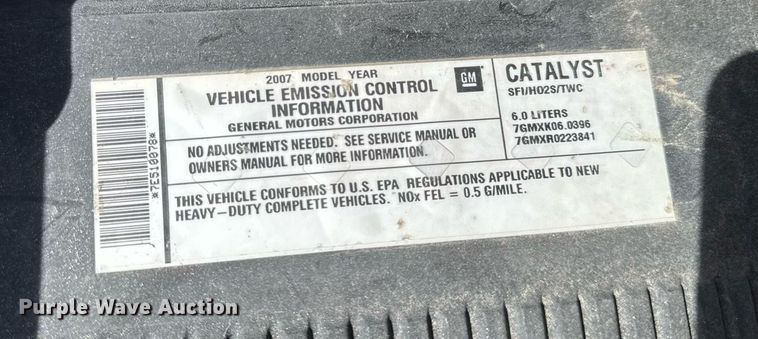 2007 MODEL YEAR
VEHICLE EMISSION CONTROL
INFORMATION
GENERAL MOTORS CORPORATION
GM
CATALYST
SFI/HO2S/TWC
6.0 LITERS
7GMXK06.0396
7GMXR0223841
NO ADJUSTMENTS NEEDED. SEE SERVICE MANUAL OR
OWNERS MANUAL FOR MORE INFORMATION.
THIS VEHICLE CONFORMS TO U.S. EPA REGULATIONS APPLICABLE TO NEW
HEAVY-DUTY COMPLETE VEHICLES. NOx FEL = 0.5 G/MILE.
*7E510078*
Purple Wave Auction